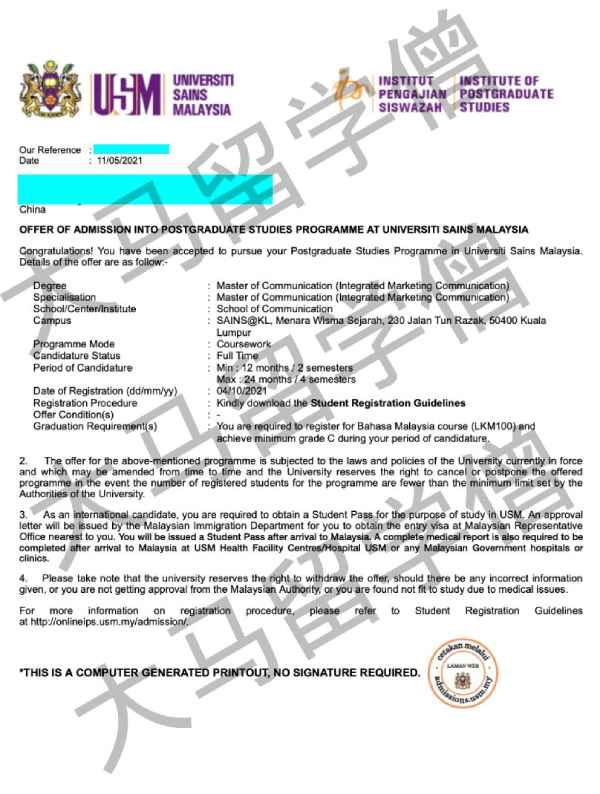 USM
UNIVERSITI
SAINS
MALAYSIA
INSTITUT
PENGAJIAN
SISWAZAH
INSTITUTE OF
POSTGRADUATE
STUDIES
Our Reference :
Date : 11/05/2021
China
OFFER OF ADMISSION INTO POSTGRADUATE STUDIES PROGRAMME AT UNIVERSITI SAINS MALAYSIA
Congratulations! You have been accepted to pursue your Postgraduate Studies Programme in Universiti Sains Malaysia.
Details of the offer are as follow:-
Degree : Master of Communication (Integrated Marketing Communication)
Specialisation : Master of Communication (Integrated Marketing Communication)
School/Center/Institute : School of Communication
Campus : SAINS@KL, Menara Wisma Sejarah, 230 Jalan Tun Razak, 50400 Kuala
Lumpur
Programme Mode : Coursework
Candidature Status : Full Time
Period of Candidature : Min : 12 months / 2 semesters
Max : 24 months / 4 semesters
Date of Registration (dd/mm/yy) : 04/10/2021
Registration Procedure : Kindly download the Student Registration Guidelines
Offer Condition(s) : -
Graduation Requirement(s) : You are required to register for Bahasa Malaysia course (LKM100) and
achieve minimum grade C during your period of candidature.
2. The offer for the above-mentioned programme is subjected to the laws and policies of the University currently in force
and which may be amended from time to time and the University reserves the right to cancel or postpone the offered
programme in the event the number of registered students for the programme are fewer than the minimum limit set by the
Authorities of the University.
3. As an international candidate, you are required to obtain a Student Pass for the purpose of study in USM. An approval
letter will be issued by the Malaysian Immigration Department for you to obtain the entry visa at Malaysian Representative
Office nearest to you. You will be issued a Student Pass after arrival to Malaysia. A complete medical report is also required to be
completed after arrival to Malaysia at USM Health Facility Centres/Hospital USM or any Malaysian Government hospitals or
clinics.
4. Please take note that the university reserves the right to withdraw the offer, should there be any incorrect information
given, or you are not getting approval from the Malaysian Authority, or you are found not fit to study due to medical issues.
For more information on registration procedure, please refer to Student Registration Guidelines
at http://onlineips.usm.my/admission/.
*THIS IS A COMPUTER GENERATED PRINTOUT, NO SIGNATURE REQUIRED.
cetakan melalui
LAMAN WEB
admissions.usm.my
大马留学僧
大马留学僧
大马留学僧